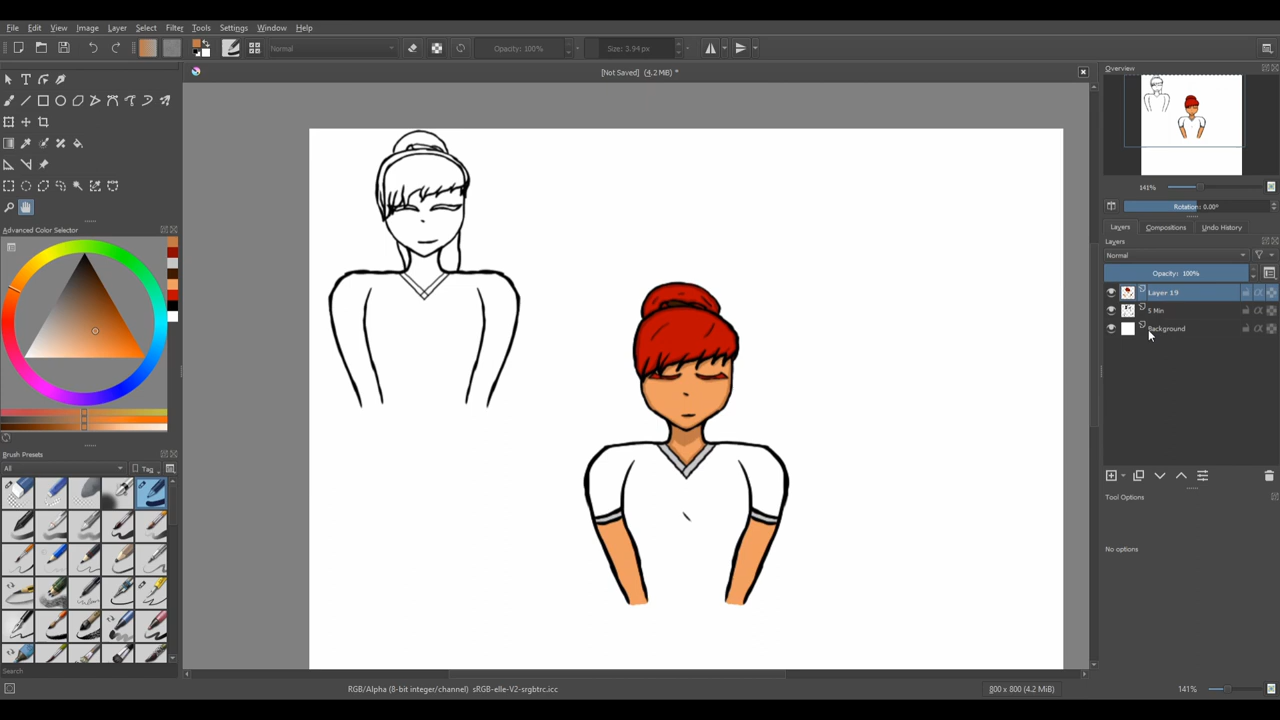 File Edit View Image Layer Select Filter Tools Settings Window Help
Normal Opacity: 100% Size: 3.94 px
[Not Saved] (4.2 MiB) *
Overview
141%
Rotation: 0.00°
Layers Compositions Undo History
Layers
Normal
Opacity: 100%
Layer 19
5 Min
Background
Tool Options
No options
Advanced Color Selector
Brush Presets
All Tag
Search
RGB/Alpha (8-bit integer/channel) sRGB-elle-V2-srgbtrc.icc
800 x 800 (4.2 MiB)
141%